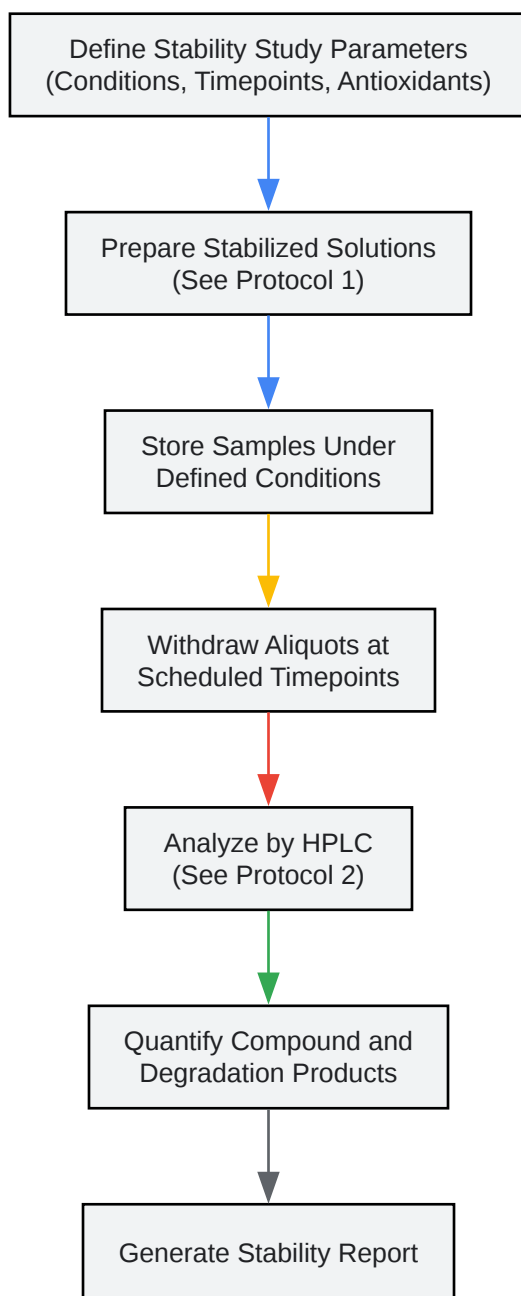 Define Stability Study Parameters
(Conditions, Timepoints, Antioxidants)
Prepare Stabilized Solutions
(See Protocol 1)
Store Samples Under
Defined Conditions
Withdraw Aliquots at
Scheduled Timepoints
Analyze by HPLC
(See Protocol 2)
Quantify Compound and
Degradation Products
Generate Stability Report